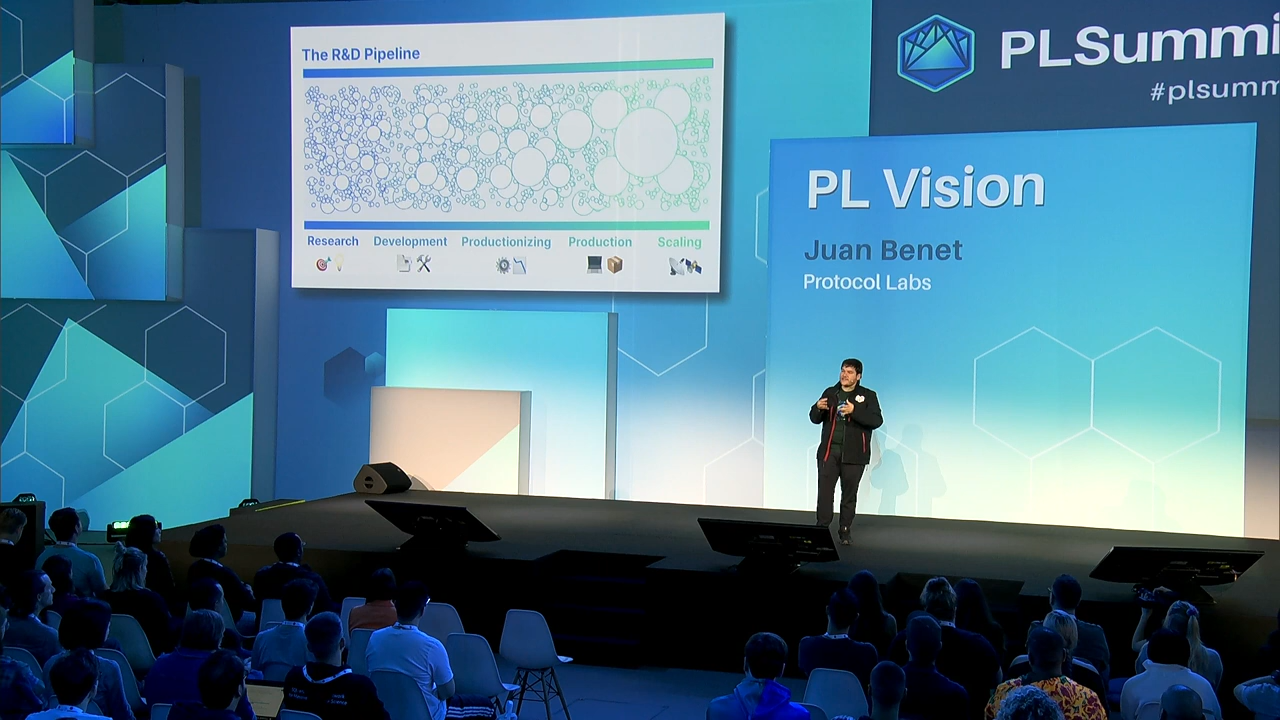 The R&D Pipeline
Research Development Productionizing Production Scaling
PLSummi
#plsumm
PL Vision
Juan Benet
Protocol Labs